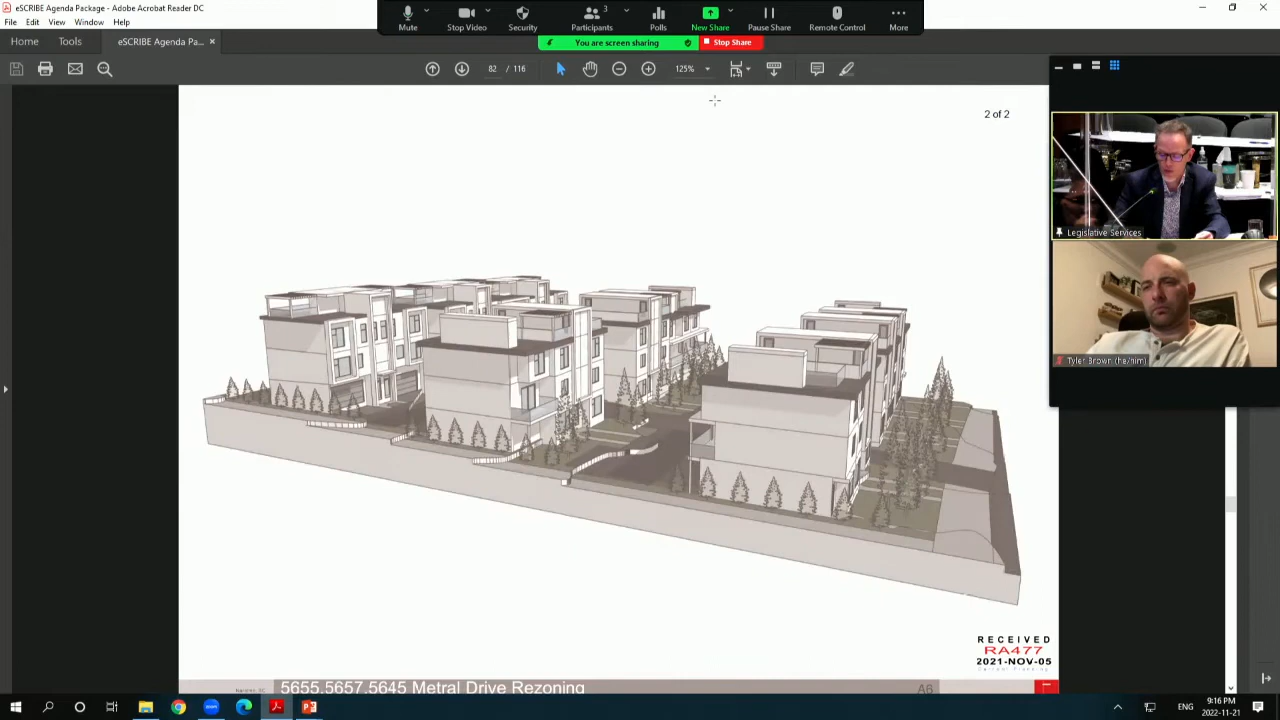 eSCRIBE Agenda Package - Adobe Acrobat Reader DC
File Edit View Window Help
Home Tools eSCRIBE Agenda Pa... ×
Mute Stop Video Security Participants 3 Polls New Share Pause Share Remote Control More
You are screen sharing Stop Share
82 / 116 125%
2 of 2
Legislative Services
Tyler Brown (he/him)
RECEIVED
RA477
2021-NOV-05
5655.5657.5645 Metral Drive Rezoning A6
ENG 9:16 PM
2022-11-21